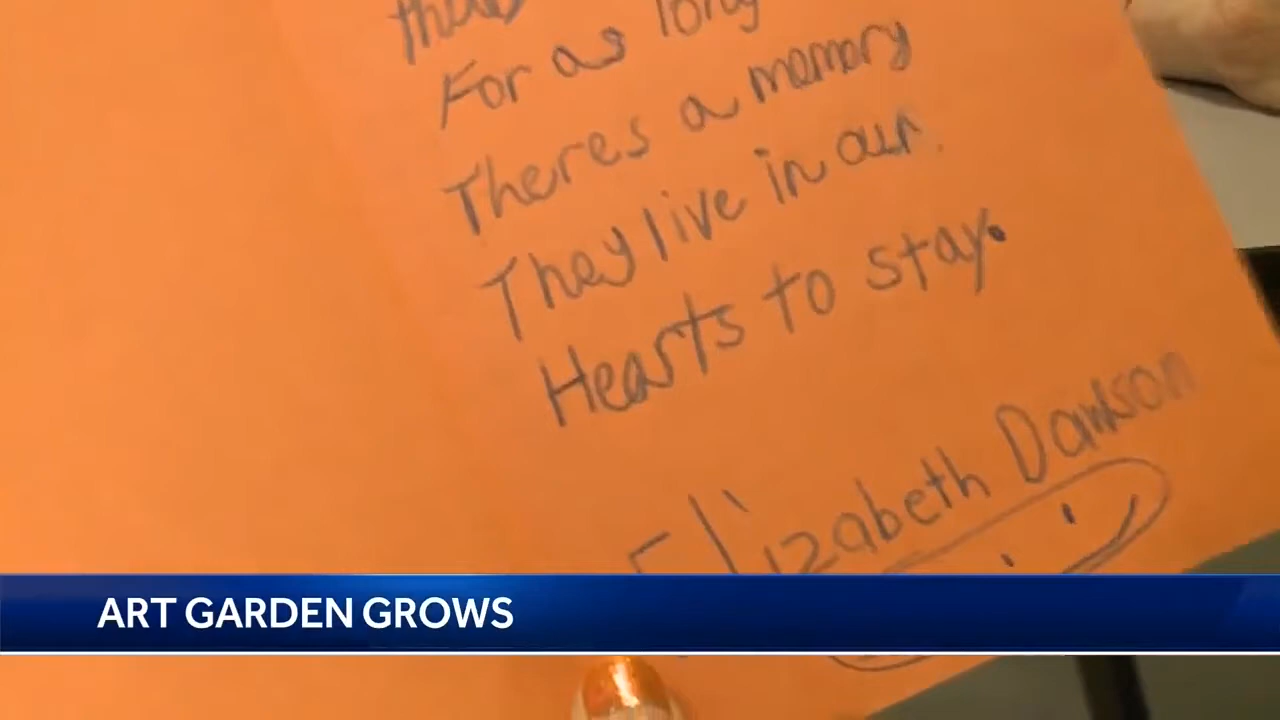 For as long
Theres a memory
They live in our
Hearts to stay.
Elizabeth Dawson
ART GARDEN GROWS